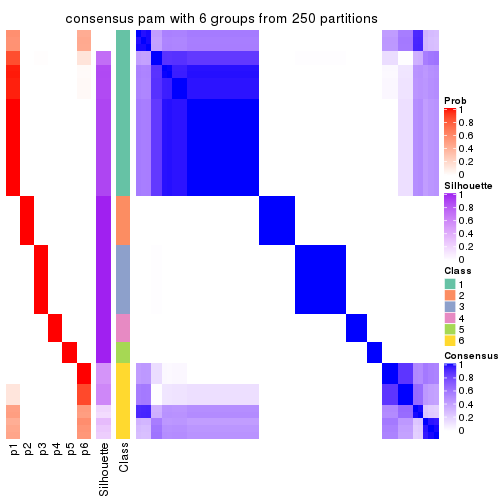 consensus pam with 6 groups from 250 partitions
Prob
1
0.8
0.6
0.4
0.2
0
Silhouette
1
0.8
0.6
0.4
0.2
0
Class
1
2
3
4
5
6
Consensus
1
0.8
0.6
0.4
0.2
0
p1
p2
p3
p4
p5
p6
Silhouette
Class